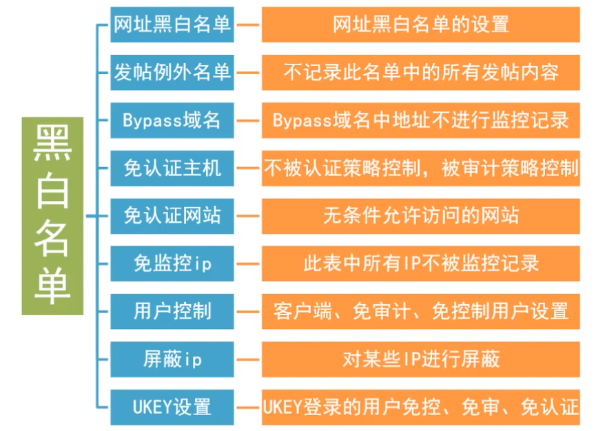 黑白名单
网址黑白名单
网址黑白名单的设置
发帖例外名单
不记录此名单中的所有发帖内容
Bypass域名
Bypass域名中地址不进行监控记录
免认证主机
不被认证策略控制，被审计策略控制
免认证网站
无条件允许访问的网站
免监控ip
此表中所有IP不被监控记录
用户控制
客户端、免审计、免控制用户设置
屏蔽ip
对某些IP进行屏蔽
UKEY设置
UKEY登录的用户免控、免审、免认证